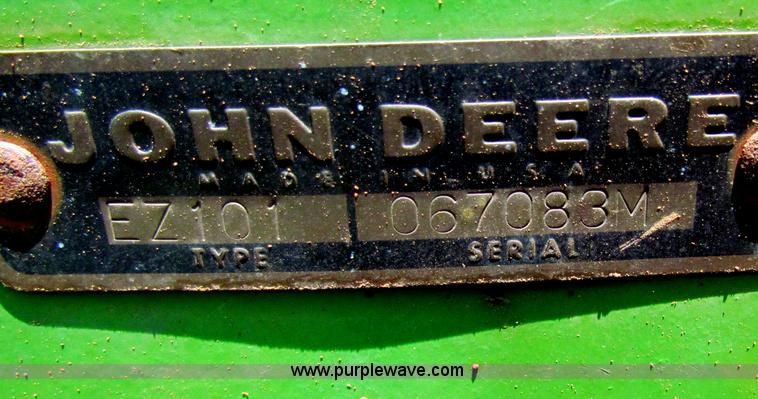 JOHN DEERE
MADE IN U.S.A
EZ101 067083M
TYPE SERIAL
www.purplewave.com